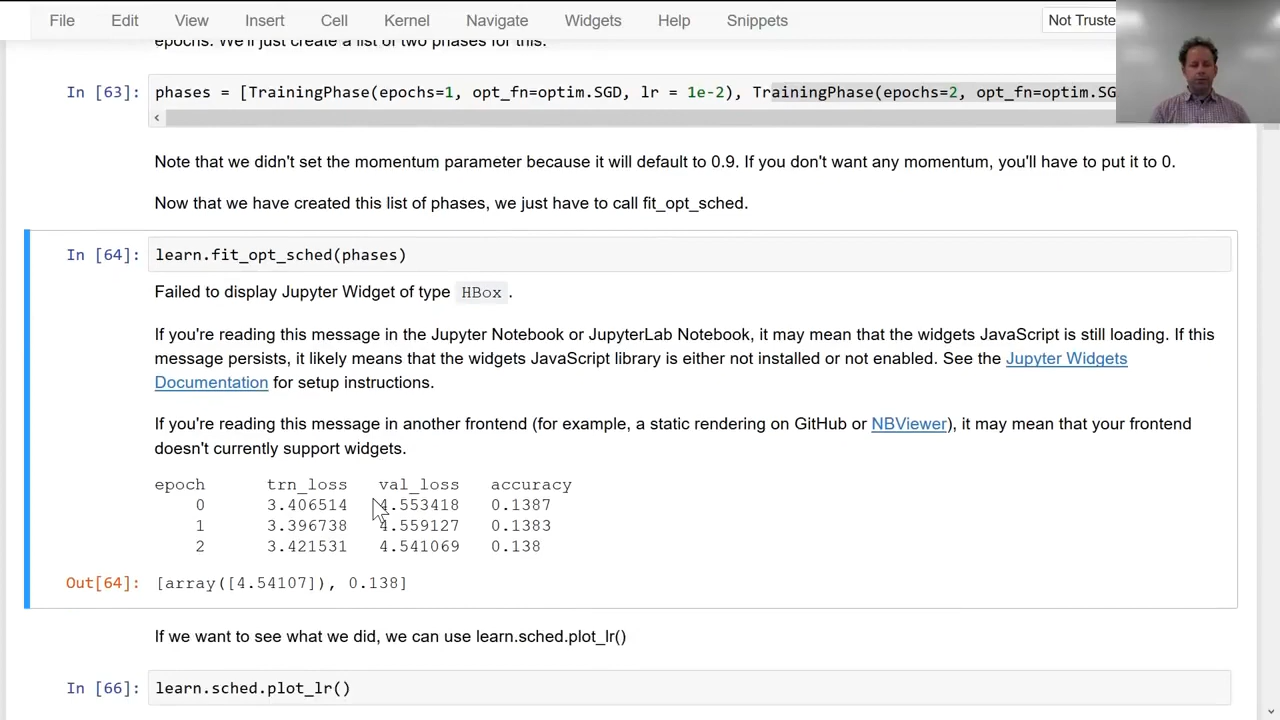 File Edit View Insert Cell Kernel Navigate Widgets Help Snippets Not Truste
epochs. We'll just create a list of two phases for this.
In [63]: phases = [TrainingPhase(epochs=1, opt_fn=optim.SGD, lr = 1e-2), TrainingPhase(epochs=2, opt_fn=optim.SG
Note that we didn't set the momentum parameter because it will default to 0.9. If you don't want any momentum, you'll have to put it to 0.
Now that we have created this list of phases, we just have to call fit_opt_sched.
In [64]: learn.fit_opt_sched(phases)
Failed to display Jupyter Widget of type HBox.
If you're reading this message in the Jupyter Notebook or JupyterLab Notebook, it may mean that the widgets JavaScript is still loading. If this
message persists, it likely means that the widgets JavaScript library is either not installed or not enabled. See the Jupyter Widgets
Documentation for setup instructions.
If you're reading this message in another frontend (for example, a static rendering on GitHub or NBViewer), it may mean that your frontend
doesn't currently support widgets.
epoch trn_loss val_loss accuracy
0 3.406514 4.553418 0.1387
1 3.396738 4.559127 0.1383
2 3.421531 4.541069 0.138
Out[64]: [array([4.54107]), 0.138]
If we want to see what we did, we can use learn.sched.plot_lr()
In [66]: learn.sched.plot_lr()